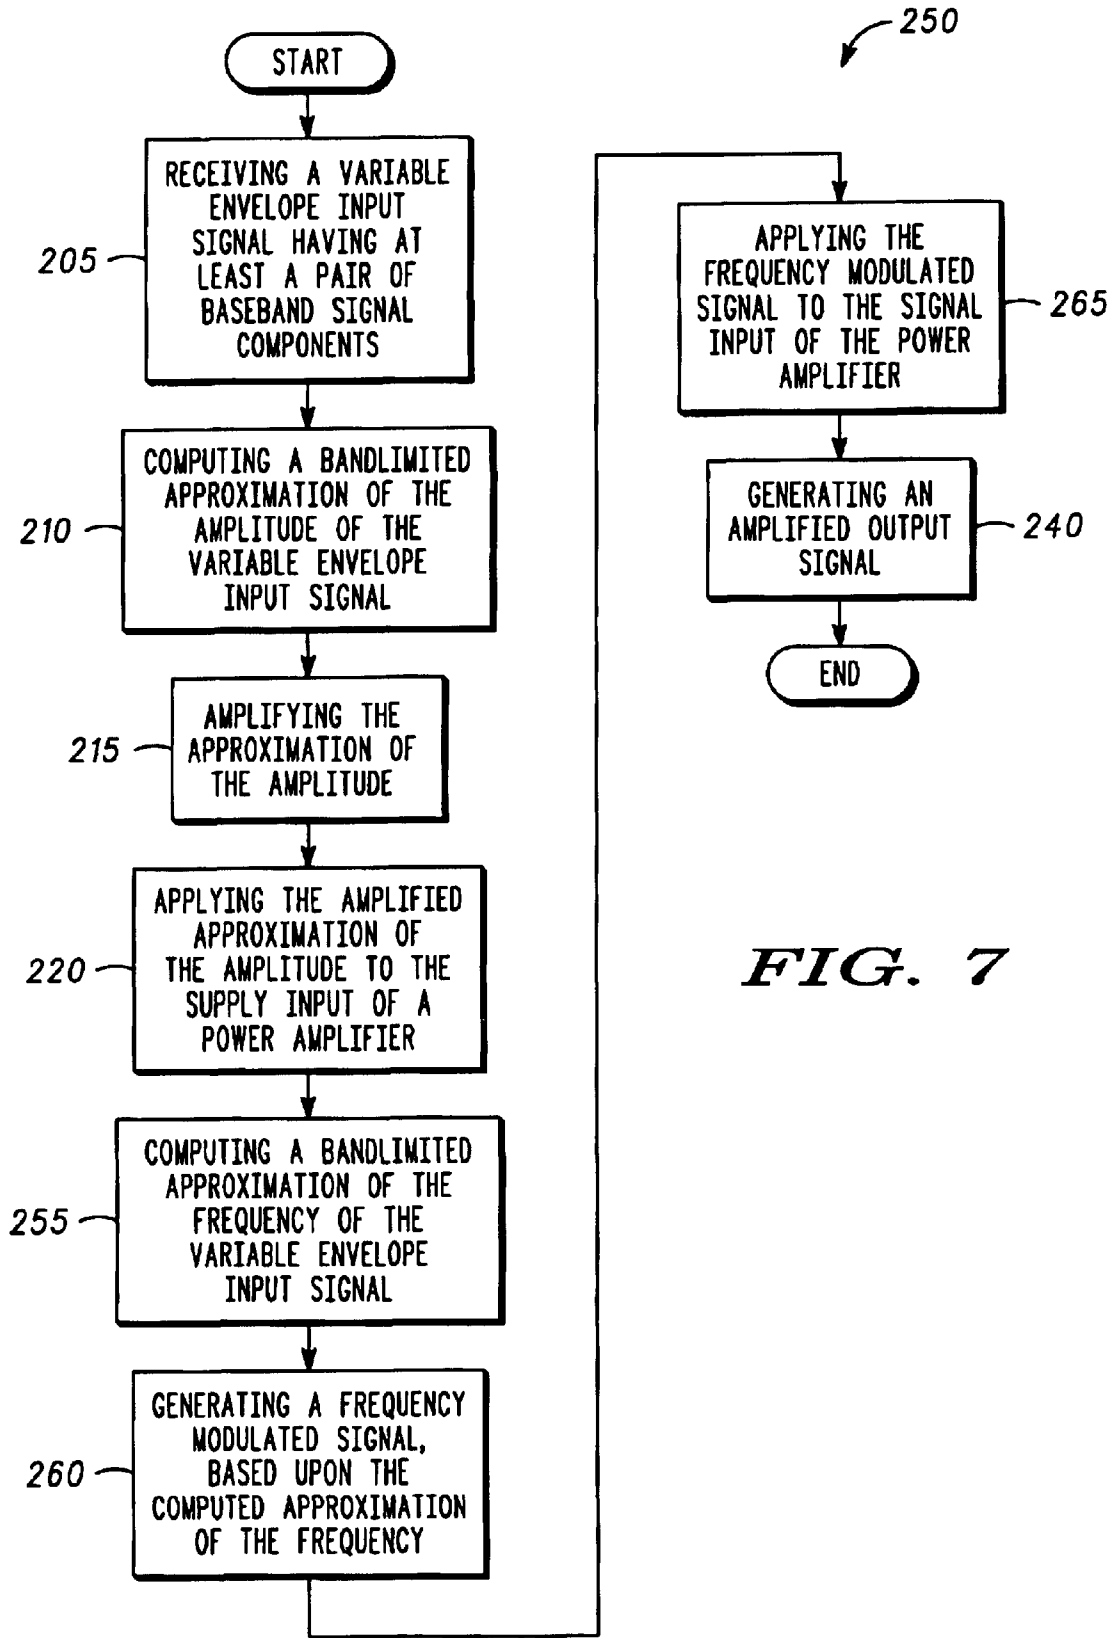 START
RECEIVING A VARIABLE
ENVELOPE INPUT
SIGNAL HAVING AT
LEAST A PAIR OF
BASEBAND SIGNAL
COMPONENTS
205
COMPUTING A BANDLIMITED
APPROXIMATION OF THE
AMPLITUDE OF THE
VARIABLE ENVELOPE
INPUT SIGNAL
210
AMPLIFYING THE
APPROXIMATION OF
THE AMPLITUDE
215
APPLYING THE AMPLIFIED
APPROXIMATION OF
THE AMPLITUDE TO THE
SUPPLY INPUT OF A
POWER AMPLIFIER
220
COMPUTING A BANDLIMITED
APPROXIMATION OF THE
FREQUENCY OF THE
VARIABLE ENVELOPE
INPUT SIGNAL
255
GENERATING A FREQUENCY
MODULATED SIGNAL,
BASED UPON THE
COMPUTED APPROXIMATION
OF THE FREQUENCY
260
250
APPLYING THE
FREQUENCY MODULATED
SIGNAL TO THE SIGNAL
INPUT OF THE POWER
AMPLIFIER
265
GENERATING AN
AMPLIFIED OUTPUT
SIGNAL
240
END
FIG. 7